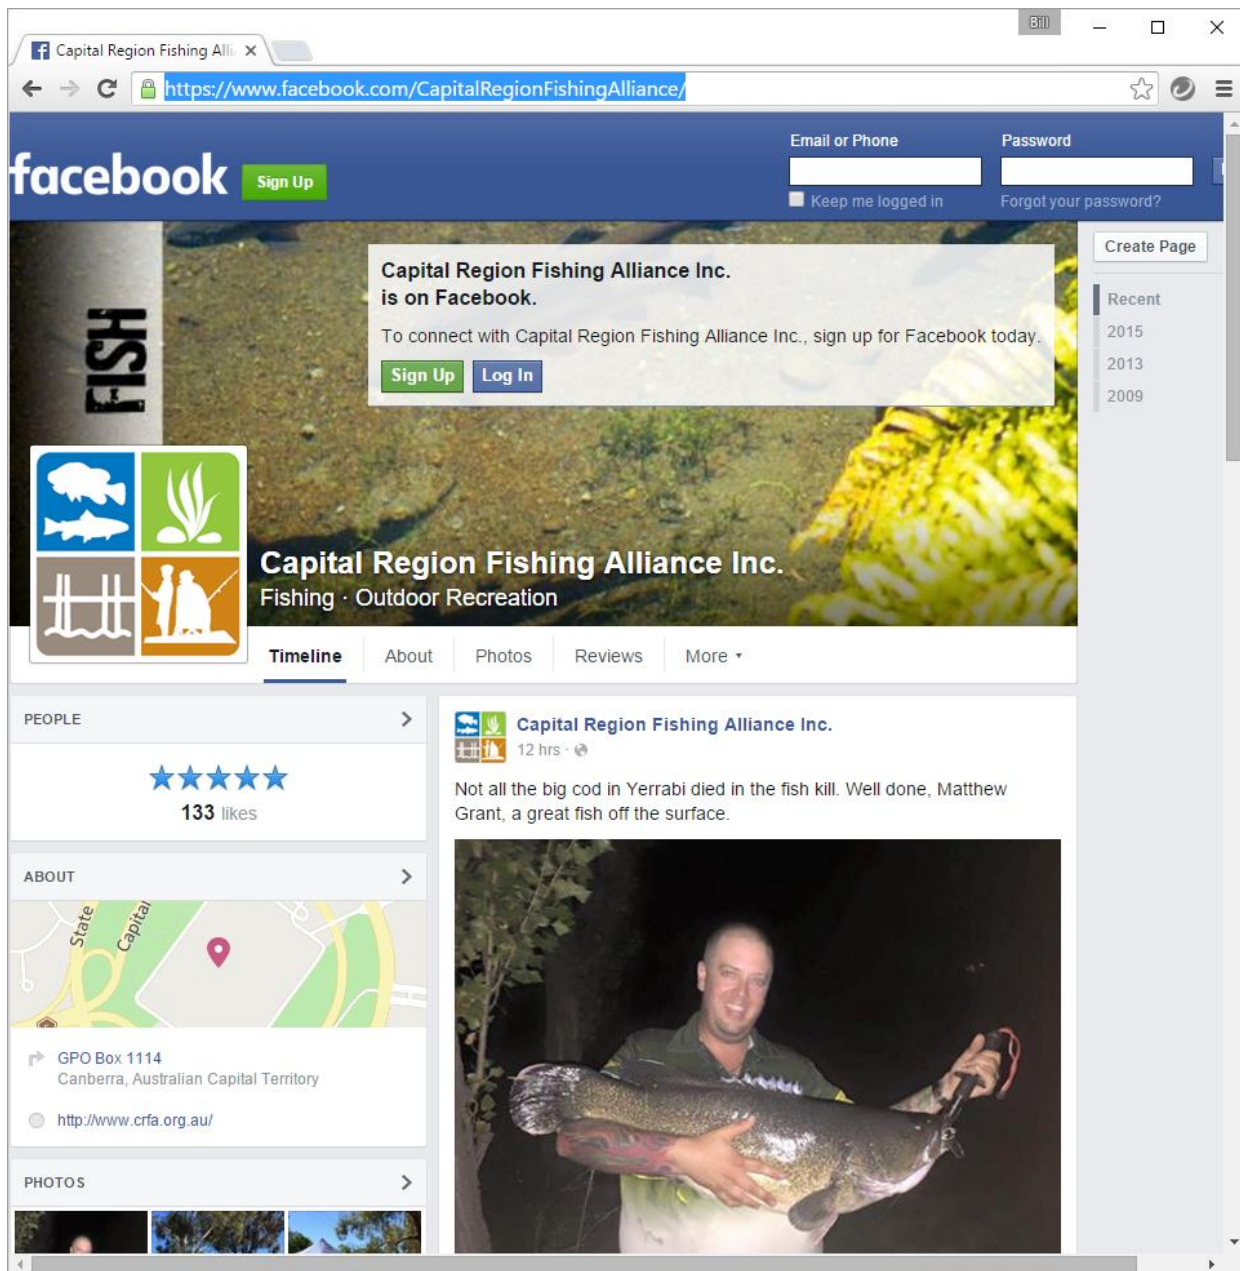 Bill
Capital Region Fishing Alli
https://www.facebook.com/CapitalRegionFishingAlliance/
Email or Phone
Password
facebook
Sign Up
Keep me logged in
Forgot your password?
FISH
Capital Region Fishing Alliance Inc.
is on Facebook.
To connect with Capital Region Fishing Alliance Inc., sign up for Facebook today.
Sign Up
Log In
Create Page
Recent
2015
2013
2009
Capital Region Fishing Alliance Inc.
Fishing · Outdoor Recreation
Timeline
About
Photos
Reviews
More
PEOPLE
133 likes
ABOUT
State
Capital
GPO Box 1114
Canberra, Australian Capital Territory
http://www.crfa.org.au/
PHOTOS
Capital Region Fishing Alliance Inc.
12 hrs ·
Not all the big cod in Yerrabi died in the fish kill. Well done, Matthew
Grant, a great fish off the surface.